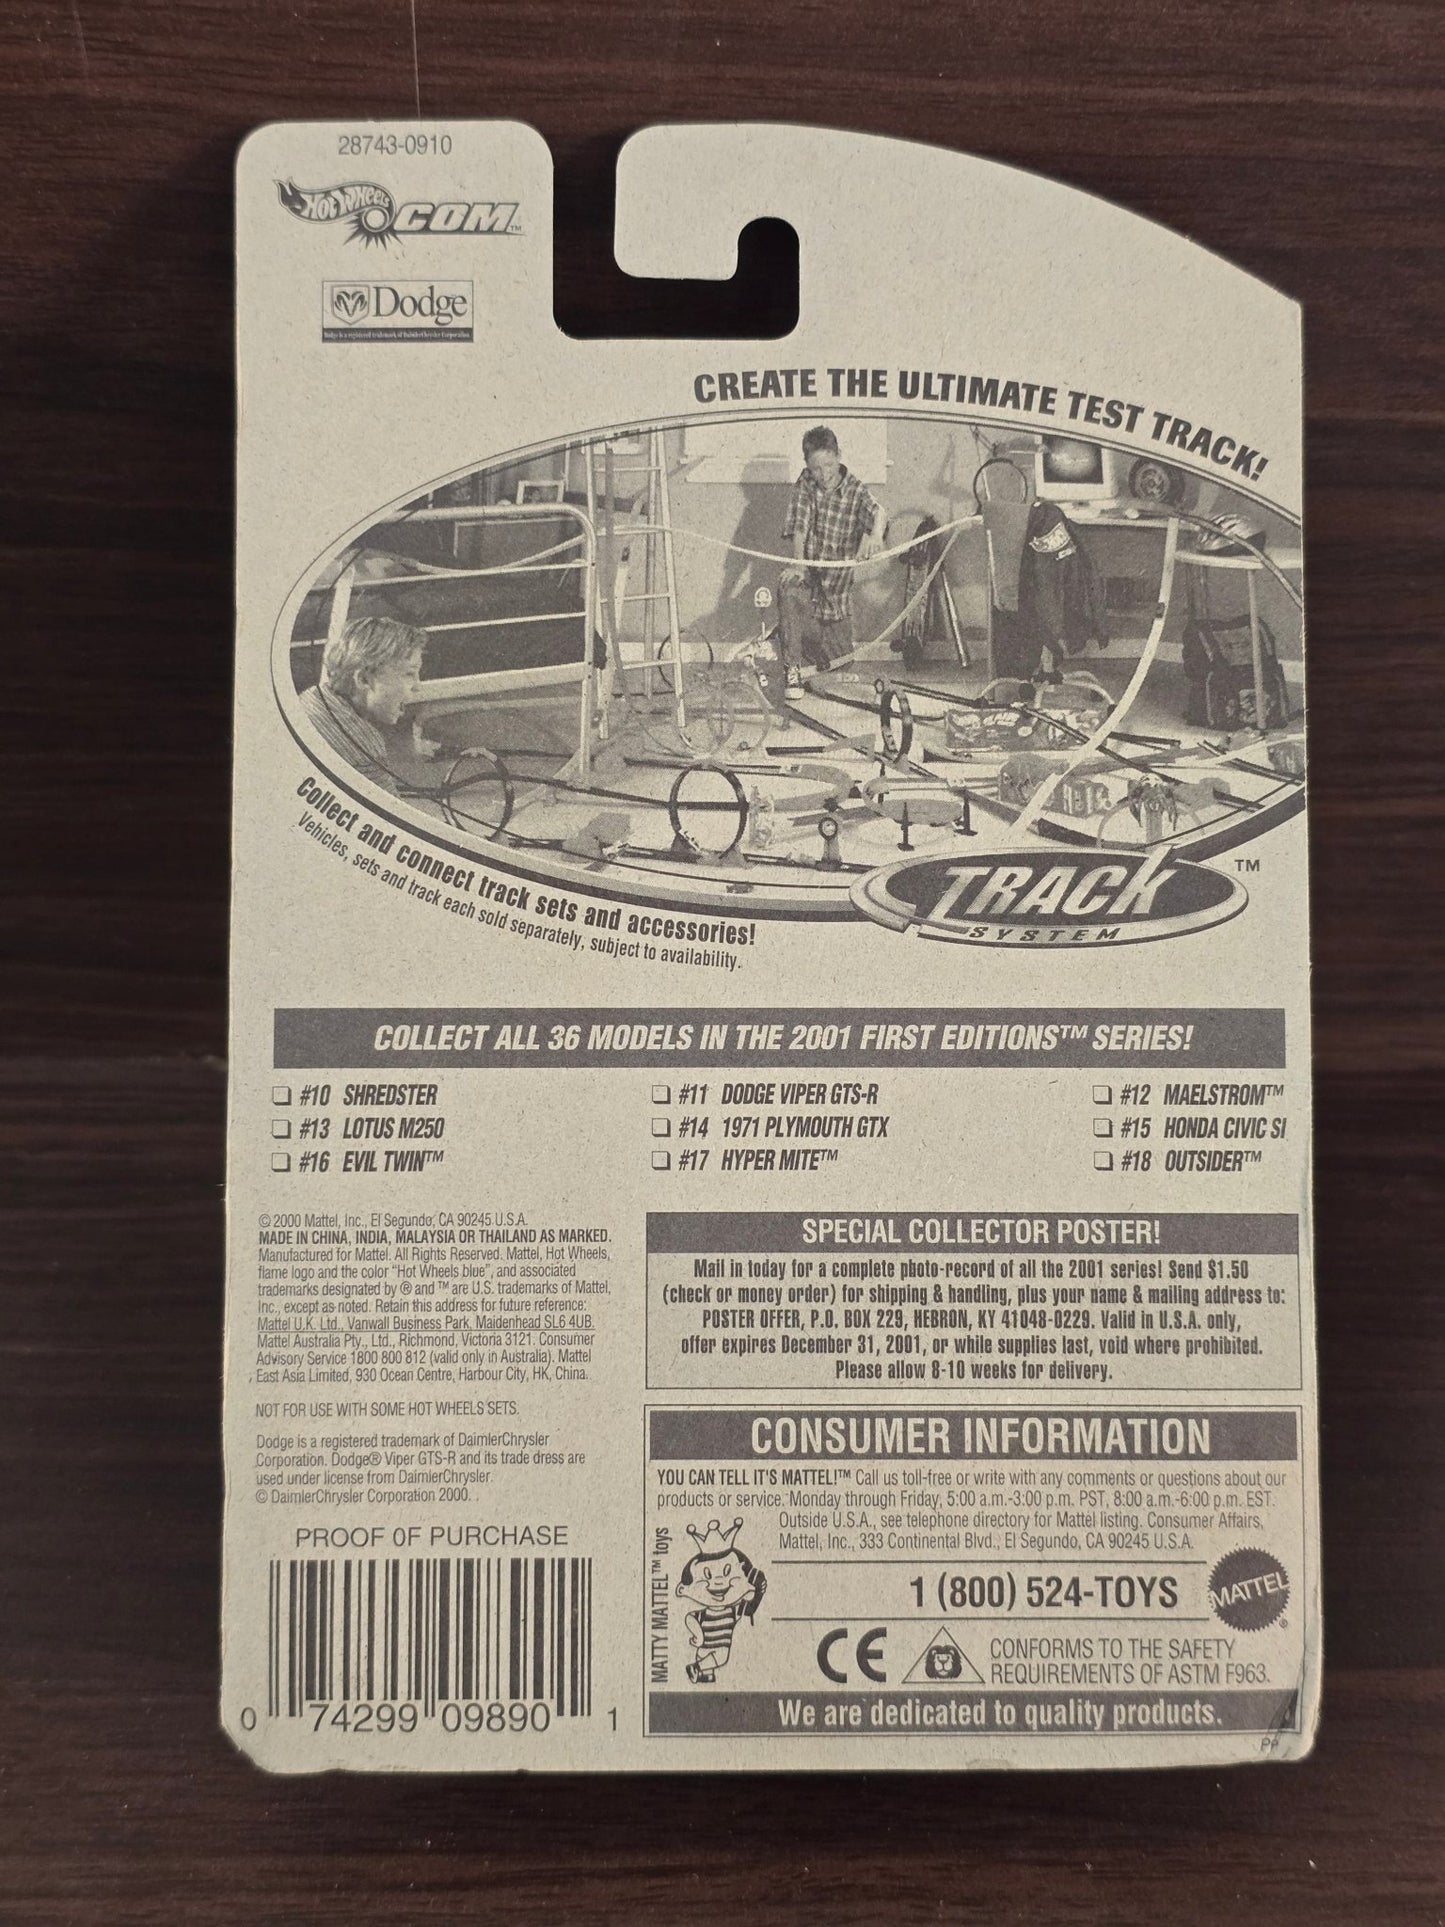 28743-0910
Hot Wheels .COM™
Dodge
Dodge is a registered trademark of DaimlerChrysler Corporation
CREATE THE ULTIMATE TEST TRACK!
Collect and connect track sets and accessories!
Vehicles, sets and track each sold separately, subject to availability.
TRACK ™
SYSTEM
COLLECT ALL 36 MODELS IN THE 2001 FIRST EDITIONS™ SERIES!
❏ #10 SHREDSTER ❏ #11 DODGE VIPER GTS-R ❏ #12 MAELSTROM™
❏ #13 LOTUS M250 ❏ #14 1971 PLYMOUTH GTX ❏ #15 HONDA CIVIC SI
❏ #16 EVIL TWIN™ ❏ #17 HYPER MITE™ ❏ #18 OUTSIDER™
© 2000 Mattel, Inc., El Segundo, CA 90245 U.S.A.
MADE IN CHINA, INDIA, MALAYSIA OR THAILAND AS MARKED.
Manufactured for Mattel. All Rights Reserved. Mattel, Hot Wheels,
flame logo and the color "Hot Wheels blue", and associated
trademarks designated by ® and ™ are U.S. trademarks of Mattel,
Inc., except as noted. Retain this address for future reference:
Mattel U.K. Ltd., Vanwall Business Park, Maidenhead SL6 4UB.
Mattel Australia Pty., Ltd., Richmond, Victoria 3121. Consumer
Advisory Service 1800 800 812 (valid only in Australia). Mattel
East Asia Limited, 930 Ocean Centre, Harbour City, HK, China.
NOT FOR USE WITH SOME HOT WHEELS SETS.
Dodge is a registered trademark of DaimlerChrysler
Corporation. Dodge® Viper GTS-R and its trade dress are
used under license from DaimlerChrysler.
© DaimlerChrysler Corporation 2000.
PROOF OF PURCHASE
0 74299 09890 1
SPECIAL COLLECTOR POSTER!
Mail in today for a complete photo-record of all the 2001 series! Send $1.50
(check or money order) for shipping & handling, plus your name & mailing address to:
POSTER OFFER, P.O. BOX 229, HEBRON, KY 41048-0229. Valid in U.S.A. only,
offer expires December 31, 2001, or while supplies last, void where prohibited.
Please allow 8-10 weeks for delivery.
CONSUMER INFORMATION
YOU CAN TELL IT'S MATTEL!™ Call us toll-free or write with any comments or questions about our
products or service. Monday through Friday, 5:00 a.m.-3:00 p.m. PST, 8:00 a.m.-6:00 p.m. EST.
Outside U.S.A., see telephone directory for Mattel listing. Consumer Affairs,
Mattel, Inc., 333 Continental Blvd., El Segundo, CA 90245 U.S.A.
MATTY MATTEL™ toys
1 (800) 524-TOYS
MATTEL®
CE
CONFORMS TO THE SAFETY
REQUIREMENTS OF ASTM F963.
We are dedicated to quality products.
PP